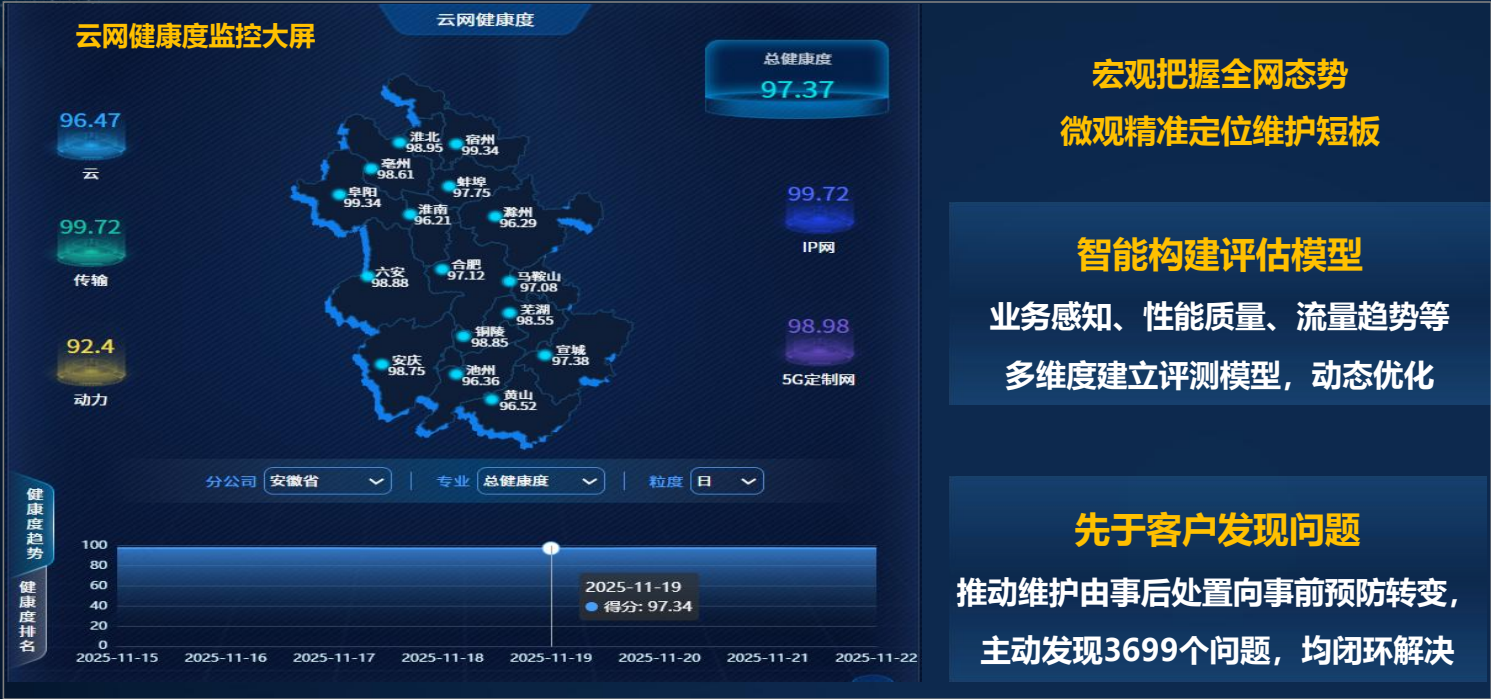 云网健康度监控大屏
云网健康度
总健康度
97.37
96.47
云
99.72
传输
92.4
动力
淮北
98.95
宿州
99.34
亳州
98.61
蚌埠
97.75
阜阳
99.34
淮南
96.21
滁州
96.29
合肥
97.12
六安
98.88
马鞍山
97.08
芜湖
98.55
铜陵
98.85
宣城
97.38
安庆
98.75
池州
96.36
黄山
96.52
99.72
IP网
98.98
5G定制网
分公司 安徽省 专业 总健康度 粒度 日
健康度趋势
健康度排名
100
80
60
40
20
0
2025-11-19
得分: 97.34
2025-11-15 2025-11-16 2025-11-17 2025-11-18 2025-11-19 2025-11-20 2025-11-21 2025-11-22
宏观把握全网态势
微观精准定位维护短板
智能构建评估模型
业务感知、性能质量、流量趋势等
多维度建立评测模型，动态优化
先于客户发现问题
推动维护由事后处置向事前预防转变，
主动发现3699个问题，均闭环解决